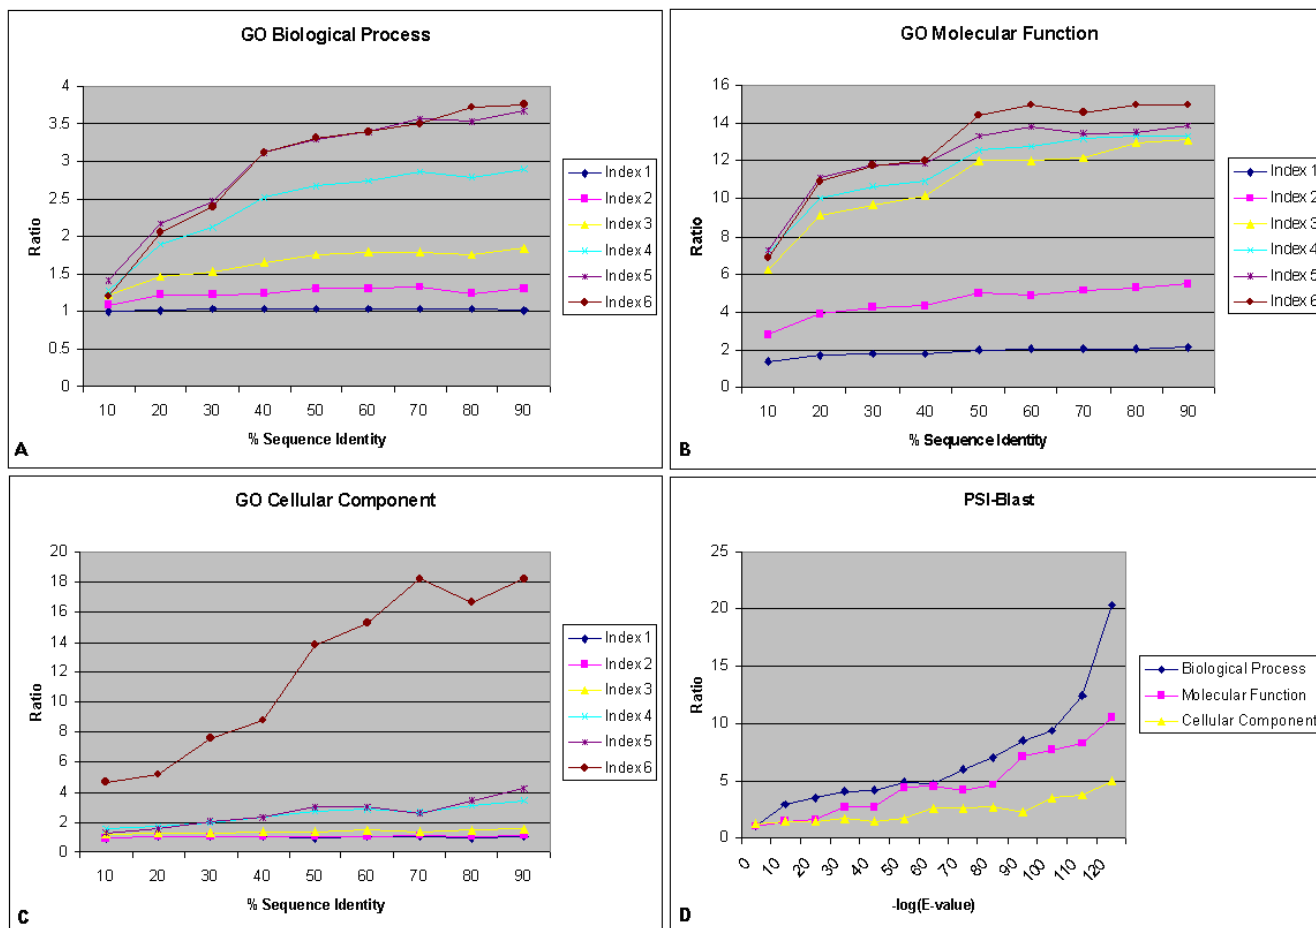 GO Biological Process
Ratio
4
3.5
3
2.5
2
1.5
1
0.5
0
10 20 30 40 50 60 70 80 90
% Sequence Identity
Index 1
Index 2
Index 3
Index 4
Index 5
Index 6
A
GO Molecular Function
Ratio
16
14
12
10
8
6
4
2
0
10 20 30 40 50 60 70 80 90
% Sequence Identity
Index 1
Index 2
Index 3
Index 4
Index 5
Index 6
B
GO Cellular Component
Ratio
20
18
16
14
12
10
8
6
4
2
0
10 20 30 40 50 60 70 80 90
% Sequence Identity
Index 1
Index 2
Index 3
Index 4
Index 5
Index 6
C
PSI-Blast
Ratio
25
20
15
10
5
0
0 10 20 30 40 50 60 70 80 90 100 110 120
-log(E-value)
Biological Process
Molecular Function
Cellular Component
D